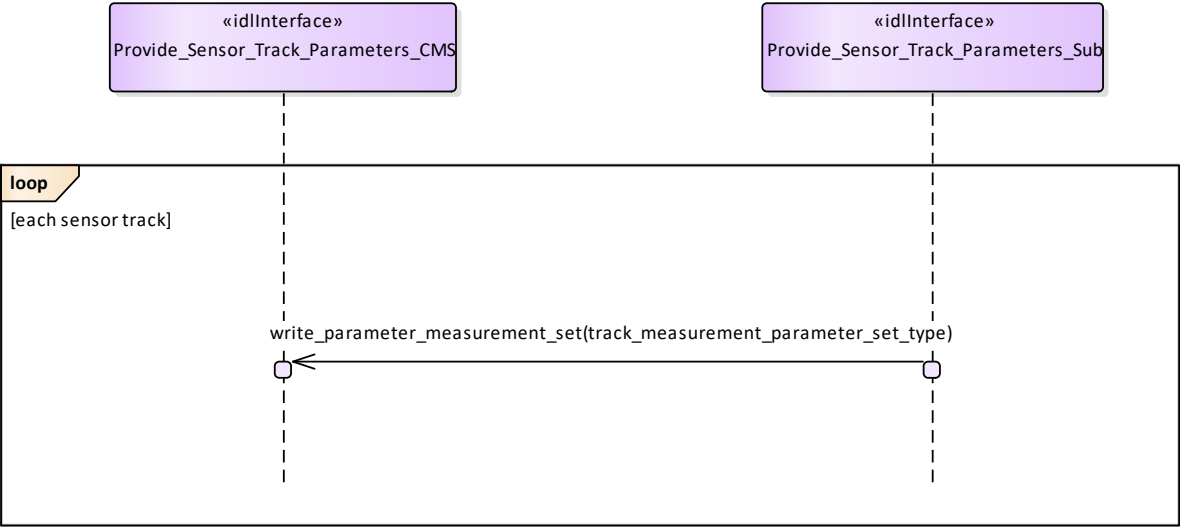 «idlInterface»
Provide_Sensor_Track_Parameters_CMS
«idlInterface»
Provide_Sensor_Track_Parameters_Sub
loop
[each sensor track]
write_parameter_measurement_set(track_measurement_parameter_set_type)